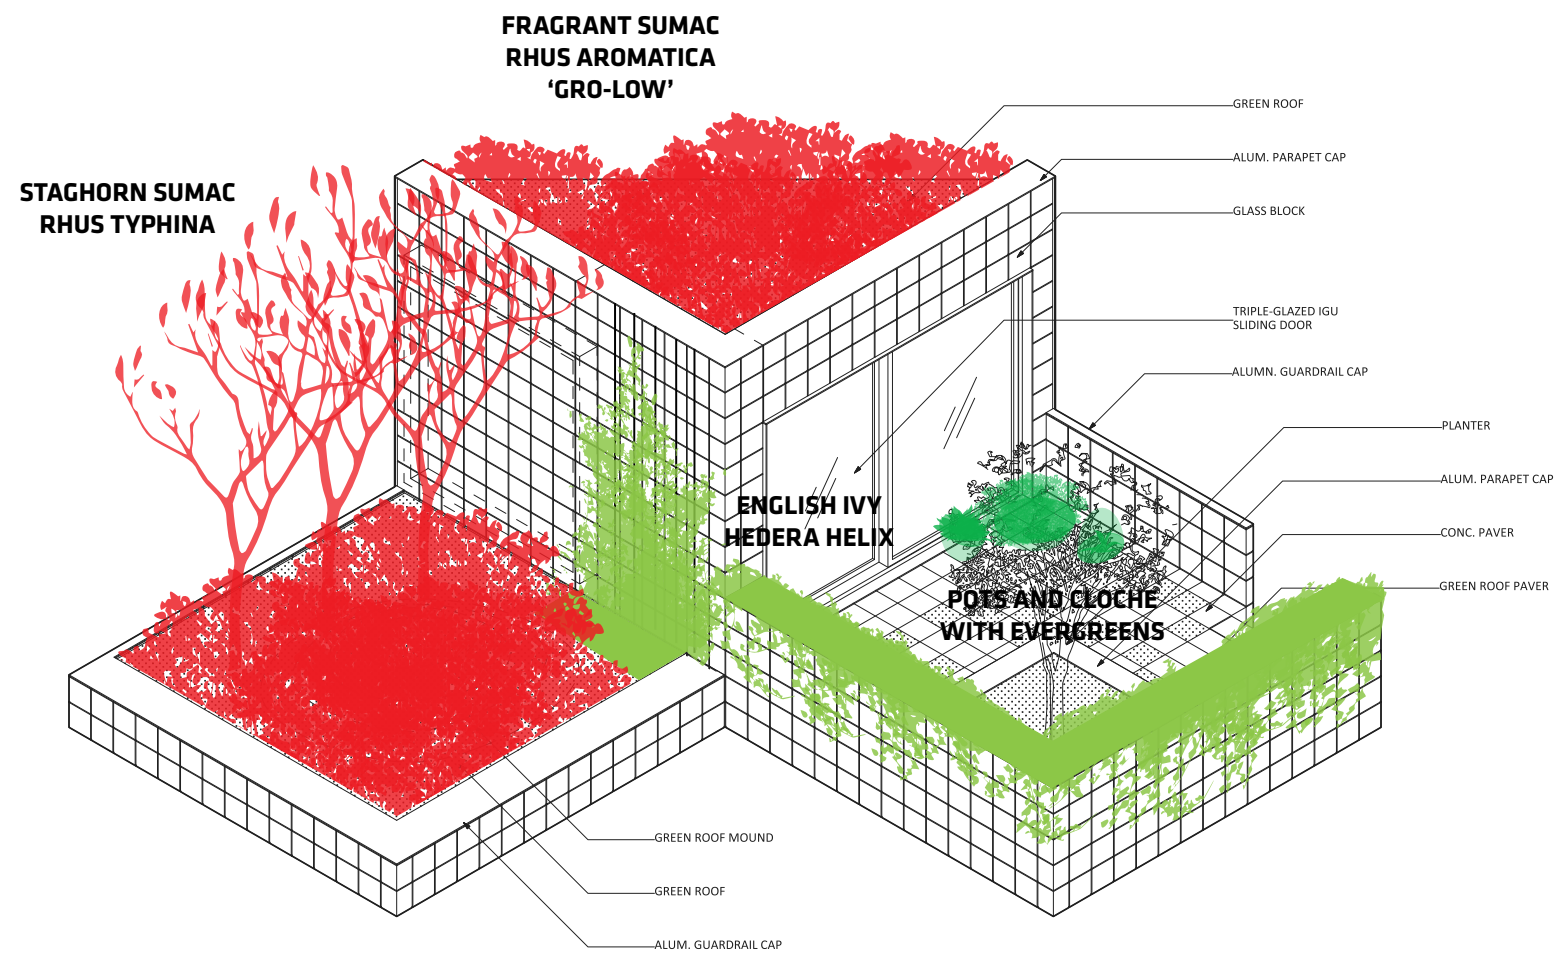 FRAGRANT SUMAC
RHUS AROMATICA
‘GRO-LOW’
STAGHORN SUMAC
RHUS TYPHINA
GREEN ROOF
ALUM. PARAPET CAP
GLASS BLOCK
TRIPLE-GLAZED IGU
SLIDING DOOR
ALUMN. GUARDRAIL CAP
PLANTER
ALUM. PARAPET CAP
CONC. PAVER
GREEN ROOF PAVER
ENGLISH IVY
HEDERA HELIX
POTS AND CLOCHE
WITH EVERGREENS
GREEN ROOF MOUND
GREEN ROOF
ALUM. GUARDRAIL CAP